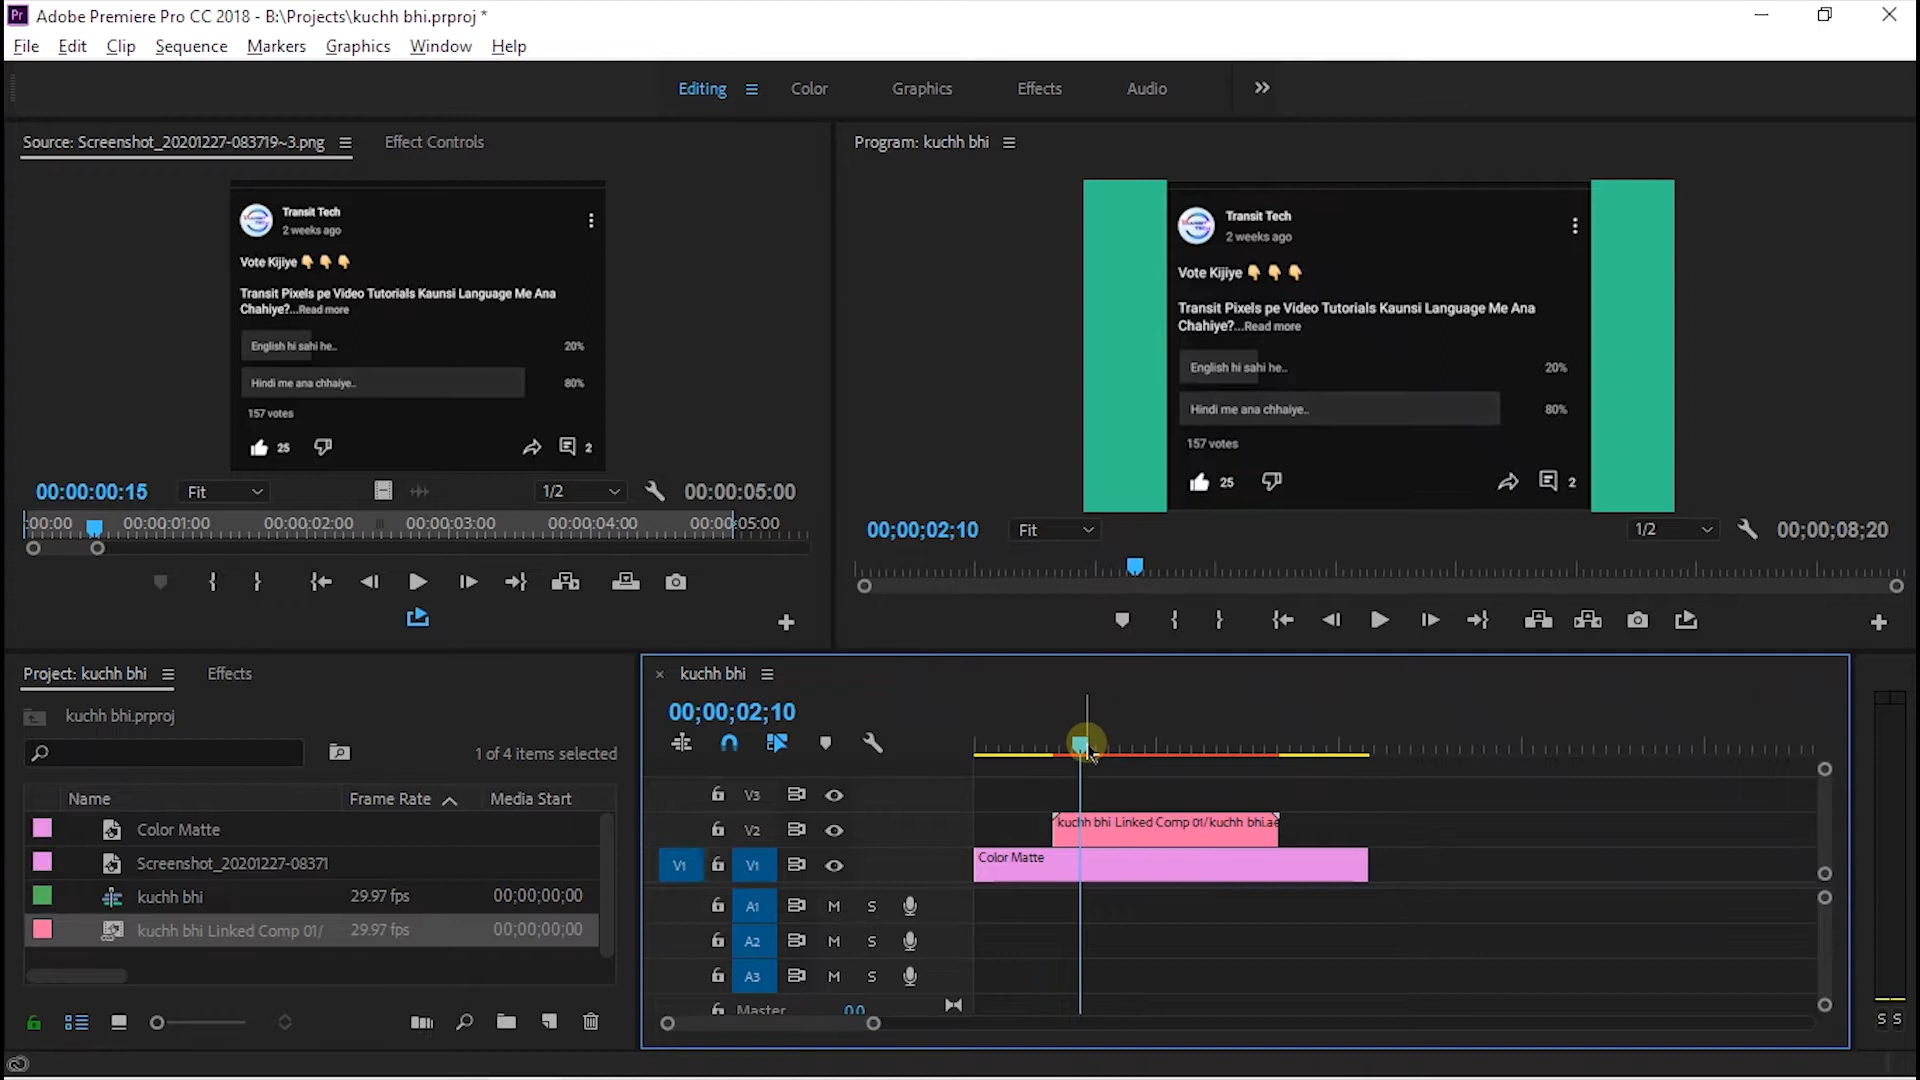 Pr Adobe Premiere Pro CC 2018 - B:\Projects\kuchh bhi.prproj *
File Edit Clip Sequence Markers Graphics Window Help
Editing Color Graphics Effects Audio
Source: Screenshot_20201227-083719~3.png Effect Controls
Transit Tech
2 weeks ago
Vote Kijiye
Transit Pixels pe Video Tutorials Kaunsi Language Me Ana
Chahiye?...Read more
English hi sahi he.. 20%
Hindi me ana chhaiye.. 80%
157 votes
25 2
00:00:00:15 Fit 1/2 00:00:05:00
:00:00 00:00:01:00 00:00:02:00 00:00:03:00 00:00:04:00 00:00:05:00
Program: kuchh bhi
Transit Tech
2 weeks ago
Vote Kijiye
Transit Pixels pe Video Tutorials Kaunsi Language Me Ana
Chahiye?...Read more
English hi sahi he.. 20%
Hindi me ana chhaiye.. 80%
157 votes
25 2
00;00;02;10 Fit 1/2 00;00;08;20
Project: kuchh bhi Effects
kuchh bhi.prproj
1 of 4 items selected
Name Frame Rate Media Start
Color Matte
Screenshot_20201227-08371
kuchh bhi 29.97 fps 00;00;00;00
kuchh bhi Linked Comp 01/ 29.97 fps 00;00;00;00
kuchh bhi
00;00;02;10
V3
V2 kuchh bhi Linked Comp 01/kuchh bhi.ae
V1 V1 Color Matte
A1 M S
A2 M S
A3 M S
Master 0.0
S S